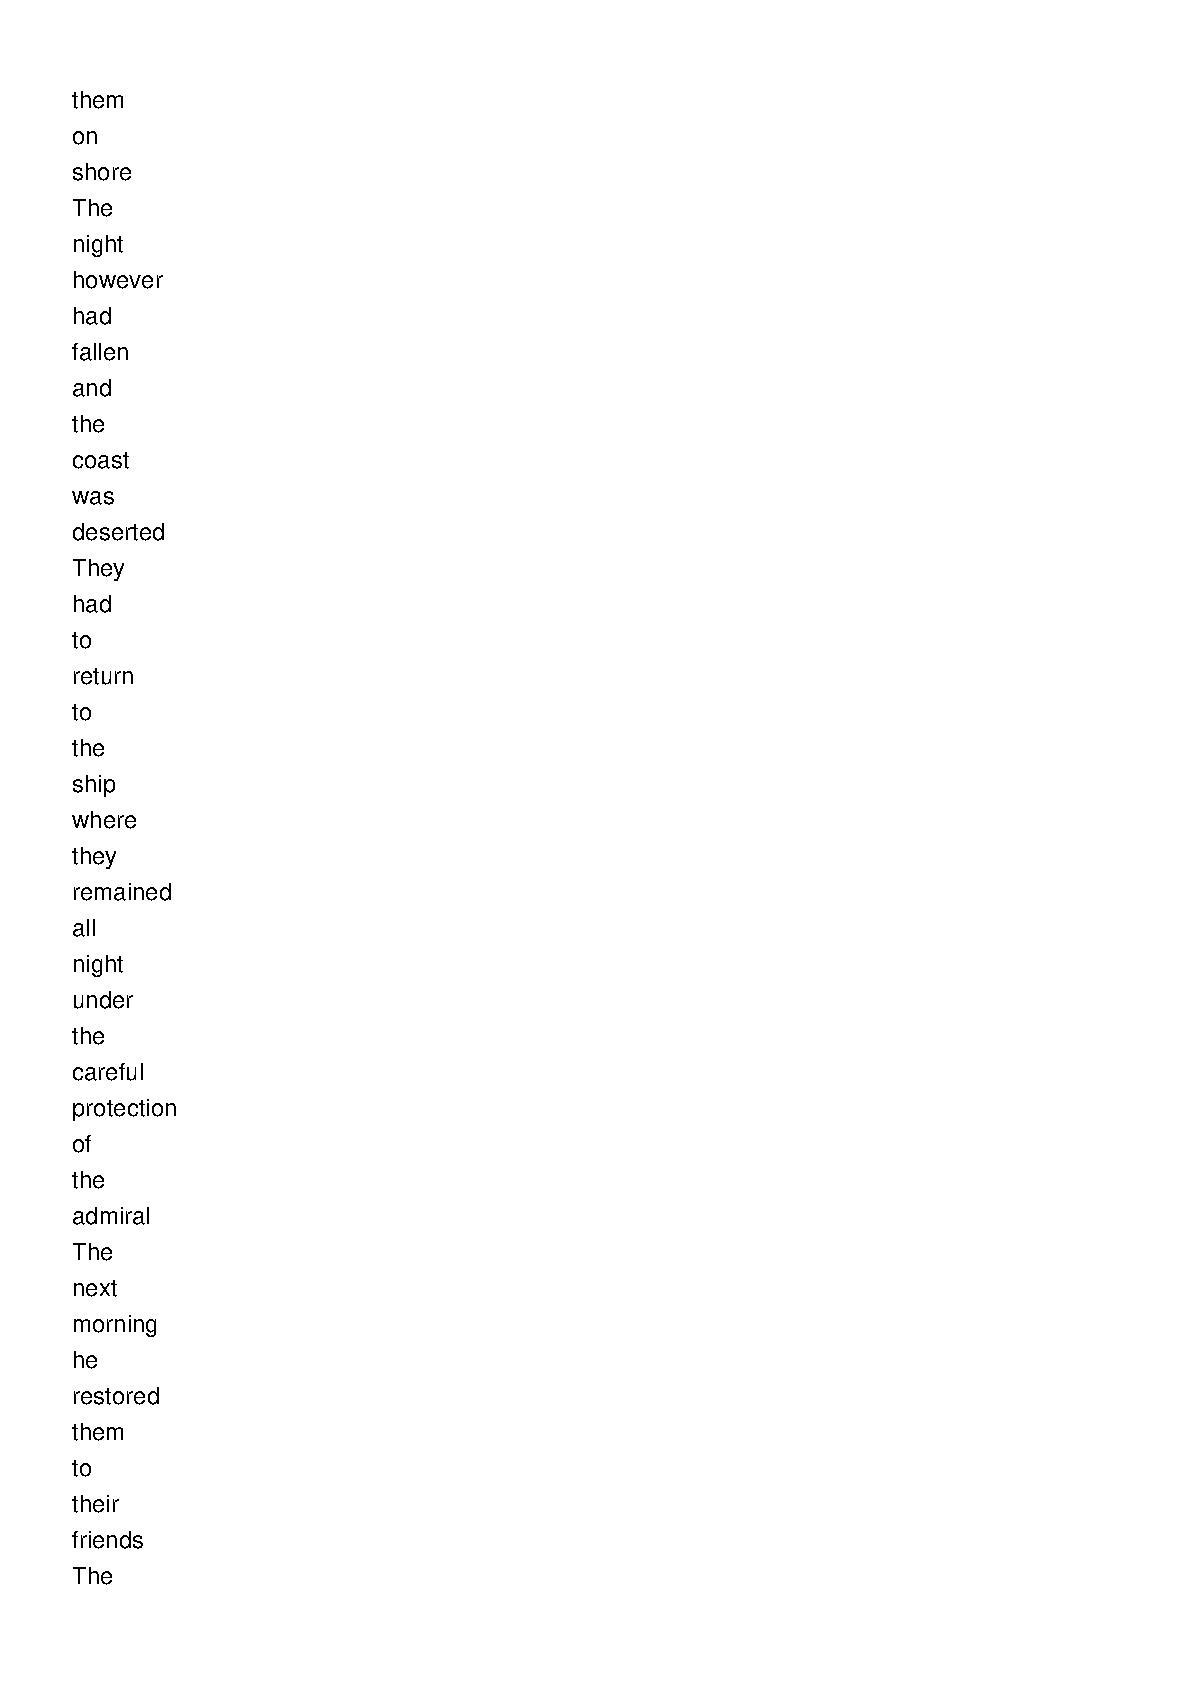 them
on
shore
The
night
however
had
fallen
and
the
coast
was
deserted
They
had
to
return
to
the
ship
where
they
remained
all
night
under
the
careful
protection
of
the
admiral
The
next
morning
he
restored
them
to
their
friends
The